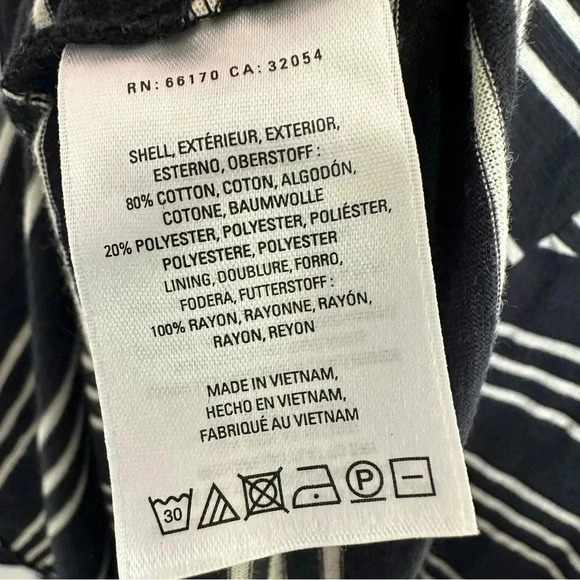 RN: 66170 CA: 32054
SHELL, EXTÉRIEUR, EXTERIOR,
ESTERNO, OBERSTOFF :
80% COTTON, COTON, ALGODÓN,
COTONE, BAUMWOLLE
20% POLYESTER, POLYESTER, POLIÉSTER,
POLYESTERE, POLYESTER
LINING, DOUBLURE, FORRO,
FODERA, FUTTERSTOFF :
100% RAYON, RAYONNE, RAYÓN,
RAYON, REYON
MADE IN VIETNAM,
HECHO EN VIETNAM,
FABRIQUÉ AU VIETNAM
30 P